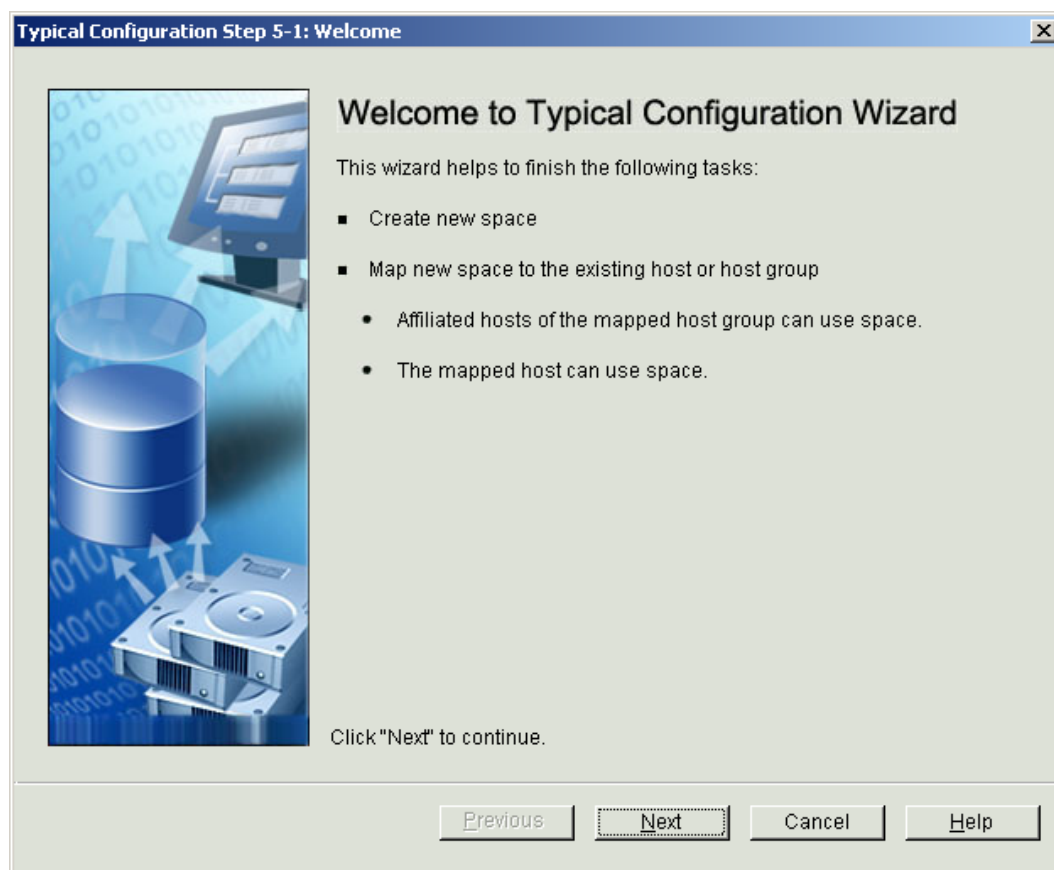 Typical Configuration Step 5-1: Welcome
Welcome to Typical Configuration Wizard
This wizard helps to finish the following tasks:
Create new space
Map new space to the existing host or host group
Affiliated hosts of the mapped host group can use space.
The mapped host can use space.
Click "Next" to continue.
Previous Next Cancel Help